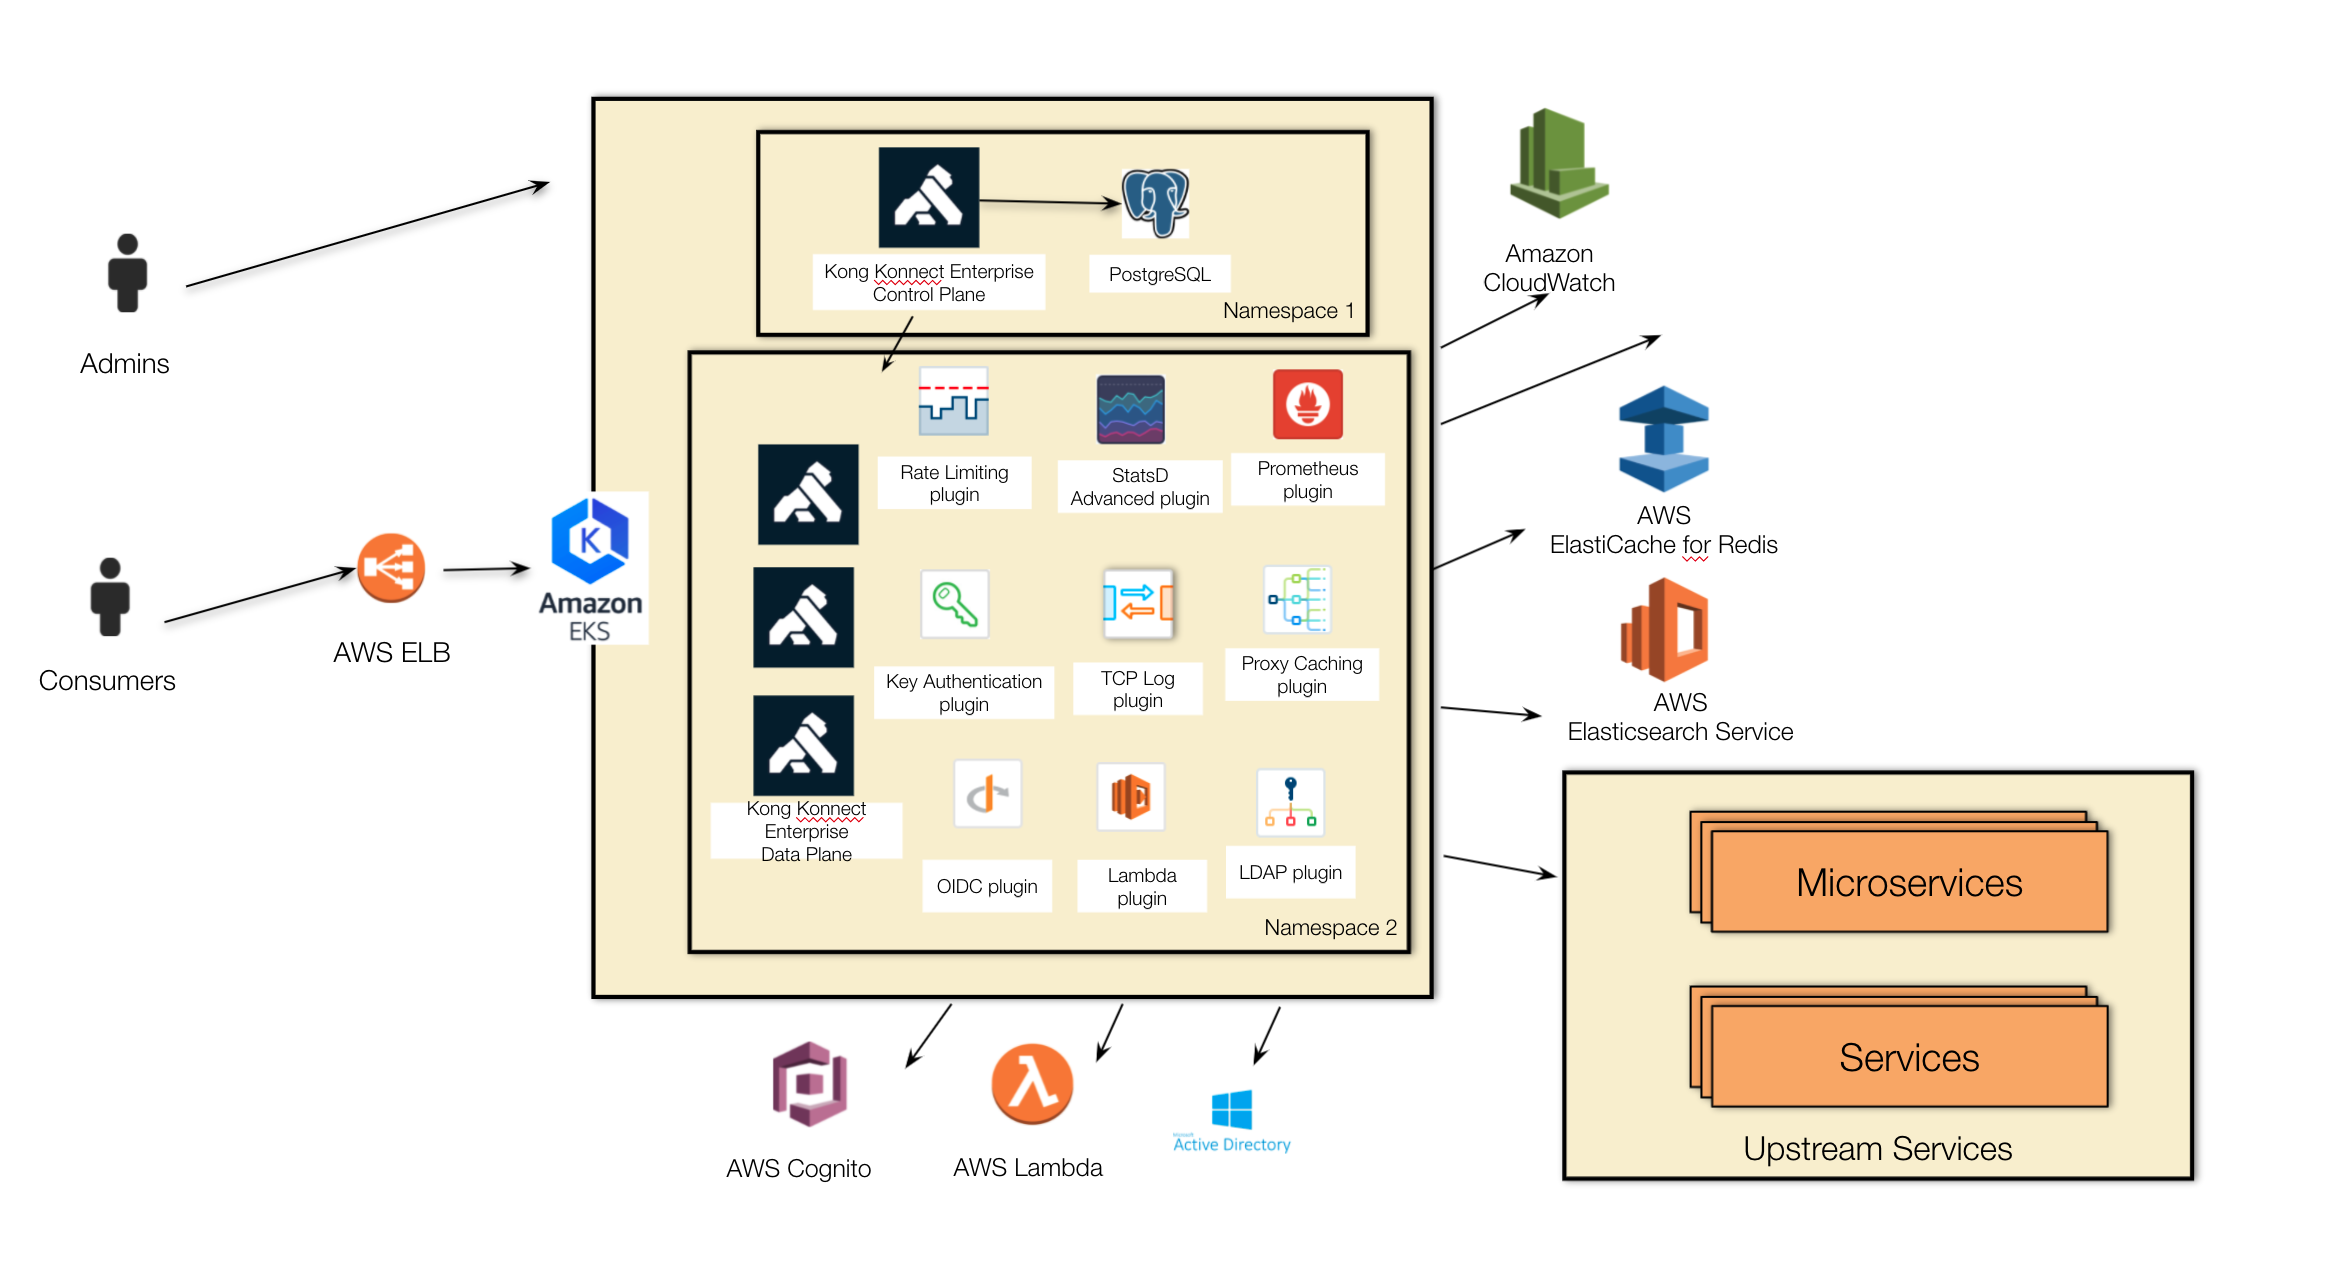 Admins
Consumers
AWS ELB
K
Amazon
EKS
Kong Konnect Enterprise
Control Plane
PostgreSQL
Namespace 1
Rate Limiting
plugin
StatsD
Advanced plugin
Prometheus
plugin
Key Authentication
plugin
TCP Log
plugin
Proxy Caching
plugin
Kong Konnect
Enterprise
Data Plane
OIDC plugin
Lambda
plugin
LDAP plugin
Namespace 2
Amazon
CloudWatch
AWS
ElastiCache for Redis
AWS
Elasticsearch Service
Microservices
Services
Upstream Services
AWS Cognito
AWS Lambda
Microsoft
Active Directory